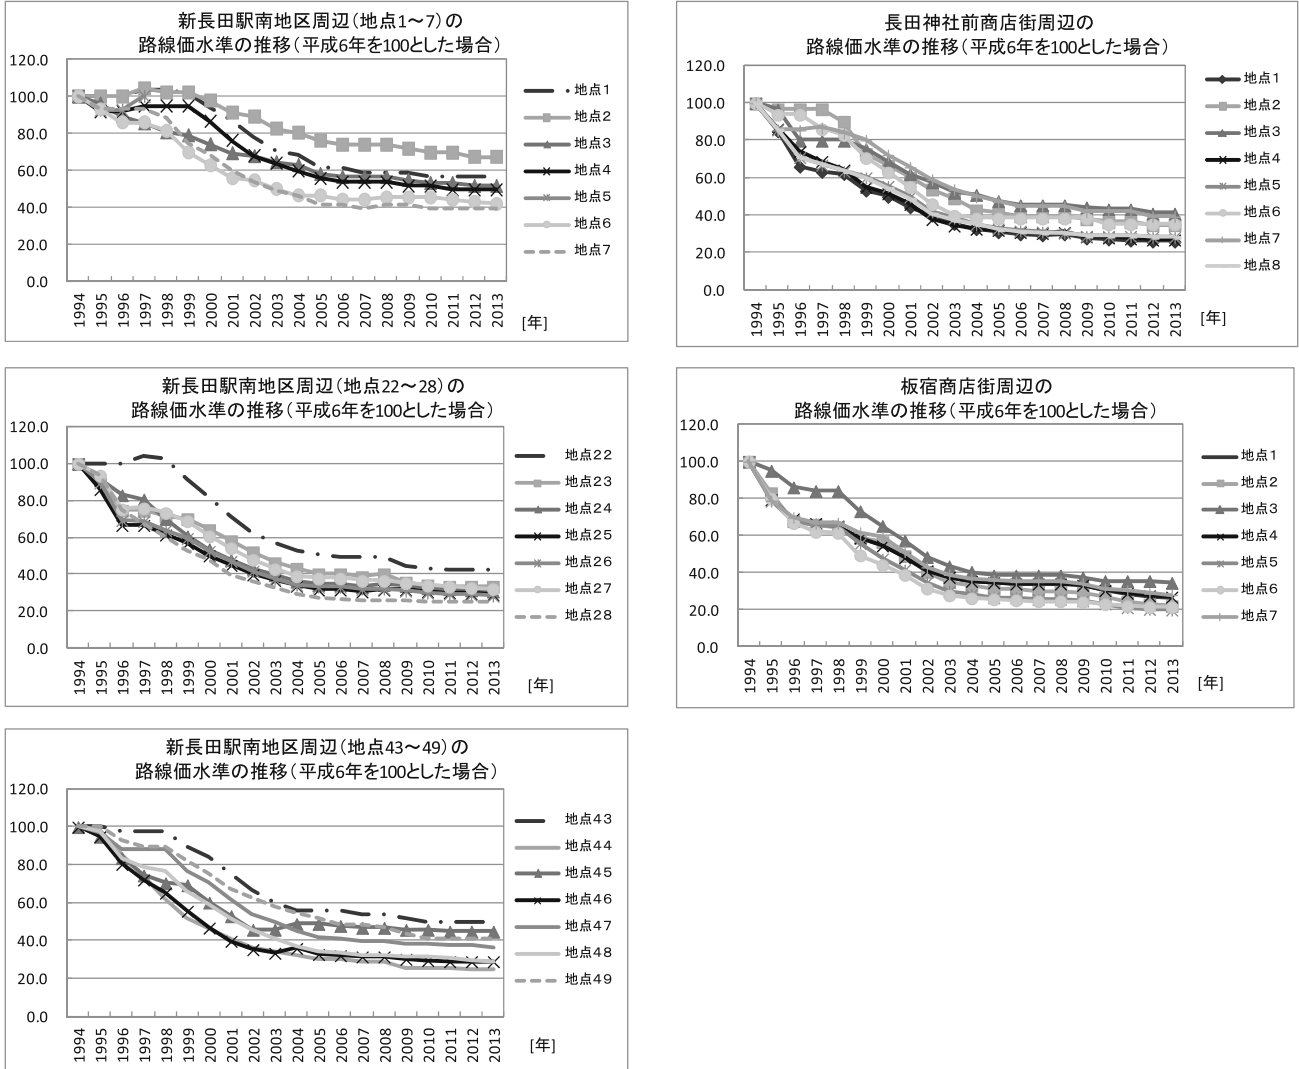 新長田駅南地区周辺（地点1～7）の
路線価水準の推移（平成6年を100とした場合）
120.0
100.0
80.0
60.0
40.0
20.0
0.0
1994 1995 1996 1997 1998 1999 2000 2001 2002 2003 2004 2005 2006 2007 2008 2009 2010 2011 2012 2013
[年]
地点1
地点2
地点3
地点4
地点5
地点6
地点7
長田神社前商店街周辺の
路線価水準の推移（平成6年を100とした場合）
120.0
100.0
80.0
60.0
40.0
20.0
0.0
1994 1995 1996 1997 1998 1999 2000 2001 2002 2003 2004 2005 2006 2007 2008 2009 2010 2011 2012 2013
[年]
地点1
地点2
地点3
地点4
地点5
地点6
地点7
地点8
新長田駅南地区周辺（地点22～28）の
路線価水準の推移（平成6年を100とした場合）
120.0
100.0
80.0
60.0
40.0
20.0
0.0
1994 1995 1996 1997 1998 1999 2000 2001 2002 2003 2004 2005 2006 2007 2008 2009 2010 2011 2012 2013
[年]
地点22
地点23
地点24
地点25
地点26
地点27
地点28
板宿商店街周辺の
路線価水準の推移（平成6年を100とした場合）
120.0
100.0
80.0
60.0
40.0
20.0
0.0
1994 1995 1996 1997 1998 1999 2000 2001 2002 2003 2004 2005 2006 2007 2008 2009 2010 2011 2012 2013
[年]
地点1
地点2
地点3
地点4
地点5
地点6
地点7
新長田駅南地区周辺（地点43～49）の
路線価水準の推移（平成6年を100とした場合）
120.0
100.0
80.0
60.0
40.0
20.0
0.0
1994 1995 1996 1997 1998 1999 2000 2001 2002 2003 2004 2005 2006 2007 2008 2009 2010 2011 2012 2013
[年]
地点43
地点44
地点45
地点46
地点47
地点48
地点49